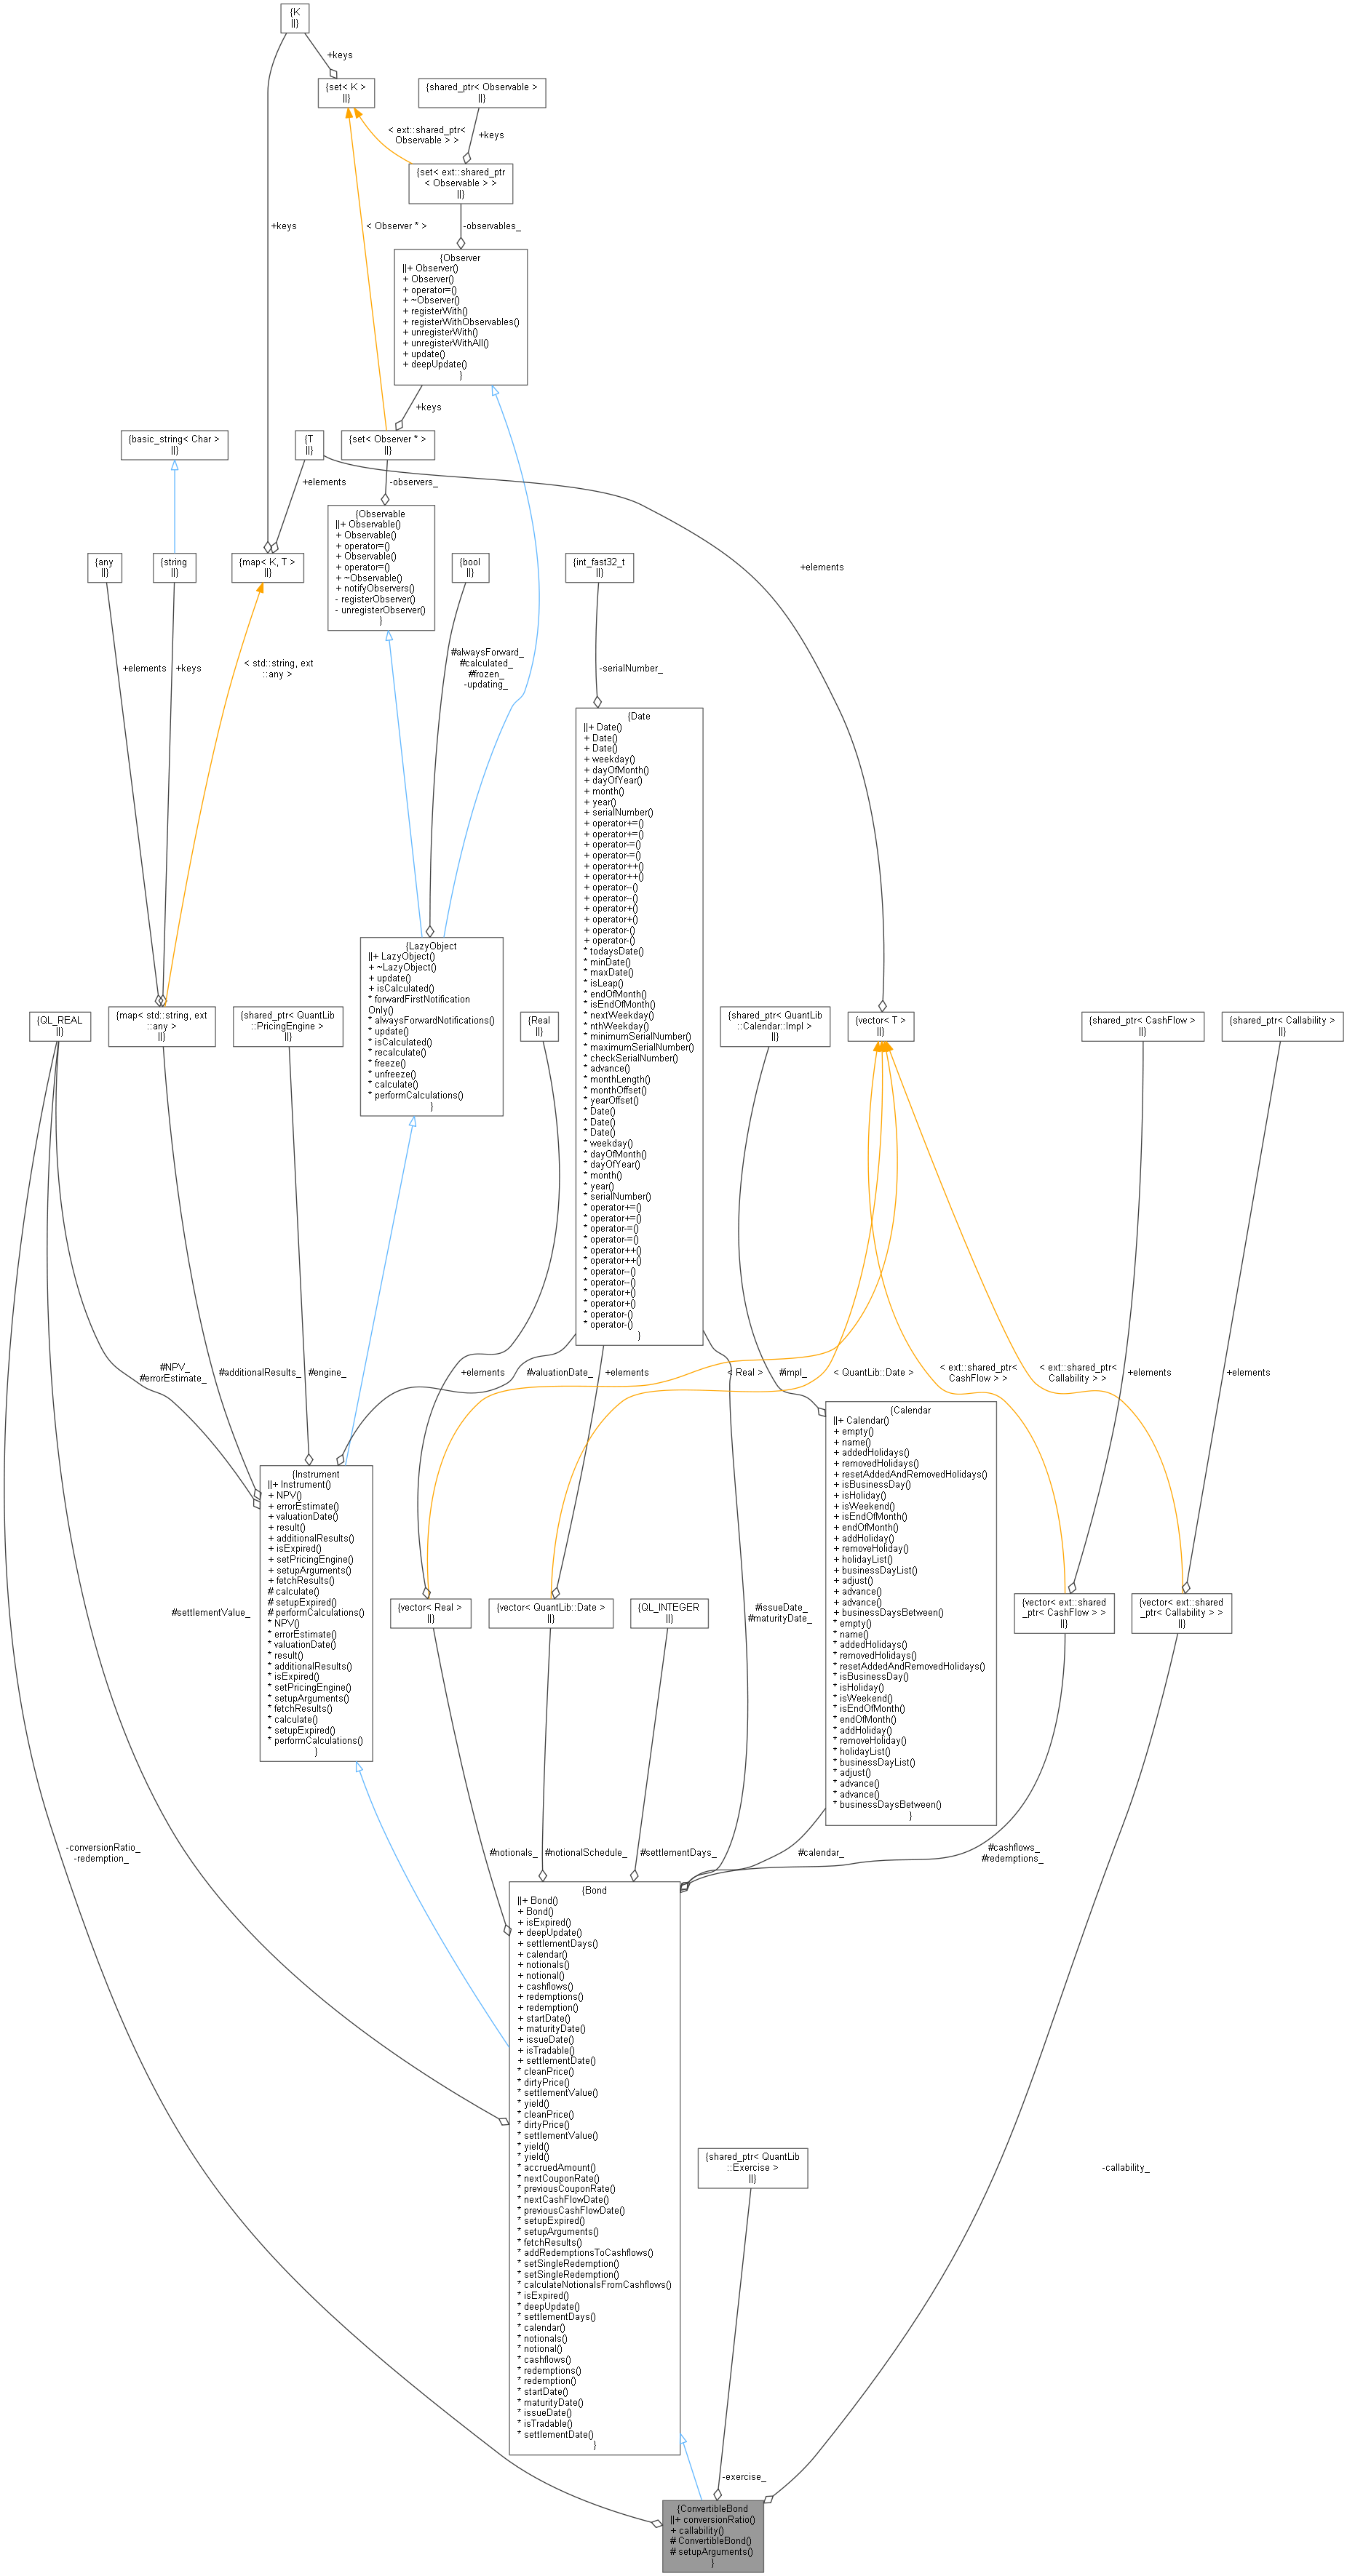 {K
||}
+keys
{set< K >
||}
{shared_ptr< Observable >
||}
< ext::shared_ptr<
Observable > >
+keys
{set< ext::shared_ptr
< Observable > >
||}
+keys
< Observer * >
-observables_
{Observer
||+ Observer()
+ Observer()
+ operator=()
+ ~Observer()
+ registerWith()
+ registerWithObservables()
+ unregisterWith()
+ unregisterWithAll()
+ update()
+ deepUpdate()
}
+keys
{basic_string< Char >
||}
{T
||}
{set< Observer * >
||}
+elements
-observers_
{Observable
||+ Observable()
+ Observable()
+ operator=()
+ Observable()
+ operator=()
+ ~Observable()
+ notifyObservers()
- registerObserver()
- unregisterObserver()
}
{any
||}
{string
||}
{map< K, T >
||}
{bool
||}
{int_fast32_t
||}
+elements
+elements
+keys
< std::string, ext
::any >
#alwaysForward_
#calculated_
#frozen_
-updating_
-serialNumber_
{Date
||+ Date()
+ Date()
+ Date()
+ weekday()
+ dayOfMonth()
+ dayOfYear()
+ month()
+ year()
+ serialNumber()
+ operator+=()
+ operator+=()
+ operator-=()
+ operator-=()
+ operator++()
+ operator++()
+ operator--()
+ operator--()
+ operator+()
+ operator+()
+ operator-()
+ operator-()
* todaysDate()
* minDate()
* maxDate()
* isLeap()
* endOfMonth()
* isEndOfMonth()
* nextWeekday()
* nthWeekday()
* minimumSerialNumber()
* maximumSerialNumber()
* checkSerialNumber()
* advance()
* monthLength()
* monthOffset()
* yearOffset()
* Date()
* Date()
* Date()
* weekday()
* dayOfMonth()
* dayOfYear()
* month()
* year()
* serialNumber()
* operator+=()
* operator+=()
* operator-=()
* operator-=()
* operator++()
* operator++()
* operator--()
* operator--()
* operator+()
* operator+()
* operator-()
* operator-()
}
{LazyObject
||+ LazyObject()
+ ~LazyObject()
+ update()
+ isCalculated()
* forwardFirstNotification
Only()
* alwaysForwardNotifications()
* update()
* isCalculated()
* recalculate()
* freeze()
* unfreeze()
* calculate()
* performCalculations()
}
{QL_REAL
||}
{map< std::string, ext
::any >
||}
{shared_ptr< QuantLib
::PricingEngine >
||}
{Real
||}
{shared_ptr< QuantLib
::Calendar::Impl >
||}
{vector< T >
||}
{shared_ptr< CashFlow >
||}
{shared_ptr< Callability >
||}
#NPV_
#errorEstimate_
#additionalResults_
#engine_
+elements
#valuationDate_
+elements
< Real >
#impl_
< QuantLib::Date >
< ext::shared_ptr<
CashFlow > >
< ext::shared_ptr<
Callability > >
+elements
+elements
{Instrument
||+ Instrument()
+ NPV()
+ errorEstimate()
+ valuationDate()
+ result()
+ additionalResults()
+ isExpired()
+ setPricingEngine()
+ setupArguments()
+ fetchResults()
# calculate()
# setupExpired()
# performCalculations()
* NPV()
* errorEstimate()
* valuationDate()
* result()
* additionalResults()
* isExpired()
* setPricingEngine()
* setupArguments()
* fetchResults()
* calculate()
* setupExpired()
* performCalculations()
}
{Calendar
||+ Calendar()
+ empty()
+ name()
+ addedHolidays()
+ removedHolidays()
+ resetAddedAndRemovedHolidays()
+ isBusinessDay()
+ isHoliday()
+ isWeekend()
+ isEndOfMonth()
+ endOfMonth()
+ addHoliday()
+ removeHoliday()
+ holidayList()
+ businessDayList()
+ adjust()
+ advance()
+ advance()
+ businessDaysBetween()
* empty()
* name()
* addedHolidays()
* removedHolidays()
* resetAddedAndRemovedHolidays()
* isBusinessDay()
* isHoliday()
* isWeekend()
* isEndOfMonth()
* endOfMonth()
* addHoliday()
* removeHoliday()
* holidayList()
* businessDayList()
* adjust()
* advance()
* advance()
* businessDaysBetween()
}
#settlementValue_
{vector< Real >
||}
{vector< QuantLib::Date >
||}
{QL_INTEGER
||}
#issueDate_
#maturityDate_
{vector< ext::shared
_ptr< CashFlow > >
||}
{vector< ext::shared
_ptr< Callability > >
||}
-conversionRatio_
-redemption_
#notionals_
#notionalSchedule_
#settlementDays_
#calendar_
#cashflows_
#redemptions_
{Bond
||+ Bond()
+ Bond()
+ isExpired()
+ deepUpdate()
+ settlementDays()
+ calendar()
+ notionals()
+ notional()
+ cashflows()
+ redemptions()
+ redemption()
+ startDate()
+ maturityDate()
+ issueDate()
+ isTradable()
+ settlementDate()
* cleanPrice()
* dirtyPrice()
* settlementValue()
* yield()
* cleanPrice()
* dirtyPrice()
* settlementValue()
* yield()
* yield()
* accruedAmount()
* nextCouponRate()
* previousCouponRate()
* nextCashFlowDate()
* previousCashFlowDate()
* setupExpired()
* setupArguments()
* fetchResults()
* addRedemptionsToCashflows()
* setSingleRedemption()
* setSingleRedemption()
* calculateNotionalsFromCashflows()
* isExpired()
* deepUpdate()
* settlementDays()
* calendar()
* notionals()
* notional()
* cashflows()
* redemptions()
* redemption()
* startDate()
* maturityDate()
* issueDate()
* isTradable()
* settlementDate()
}
{shared_ptr< QuantLib
::Exercise >
||}
-callability_
-exercise_
{ConvertibleBond
||+ conversionRatio()
+ callability()
# ConvertibleBond()
# setupArguments()
}